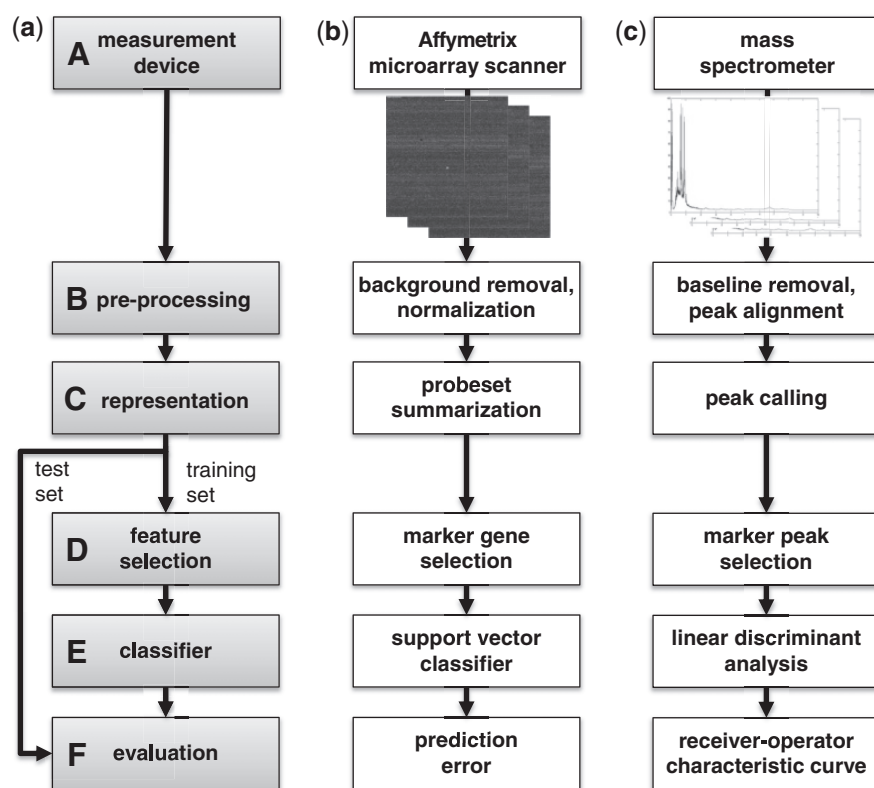 (a)
A measurement
device
B pre-processing
C representation
test
set
training
set
D feature
selection
E classifier
F evaluation
(b)
Affymetrix
microarray scanner
background removal,
normalization
probeset
summarization
marker gene
selection
support vector
classifier
prediction
error
(c)
mass
spectrometer
baseline removal,
peak alignment
peak calling
marker peak
selection
linear discriminant
analysis
receiver-operator
characteristic curve